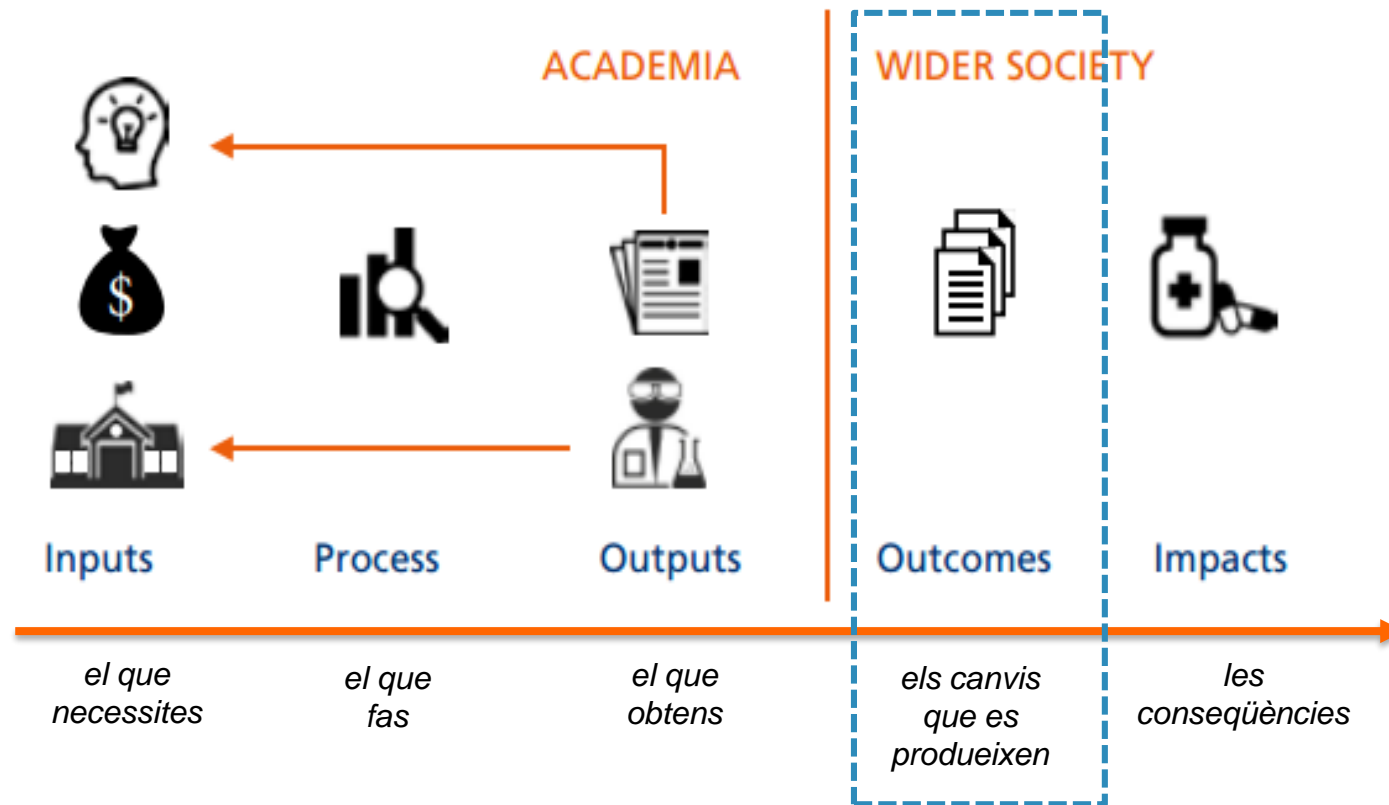 ACADEMIA
WIDER SOCIETY
$
Inputs
Process
Outputs
Outcomes
Impacts
el que
necessites
el que
fas
el que
obtens
els canvis
que es
produeixen
les
conseqüències